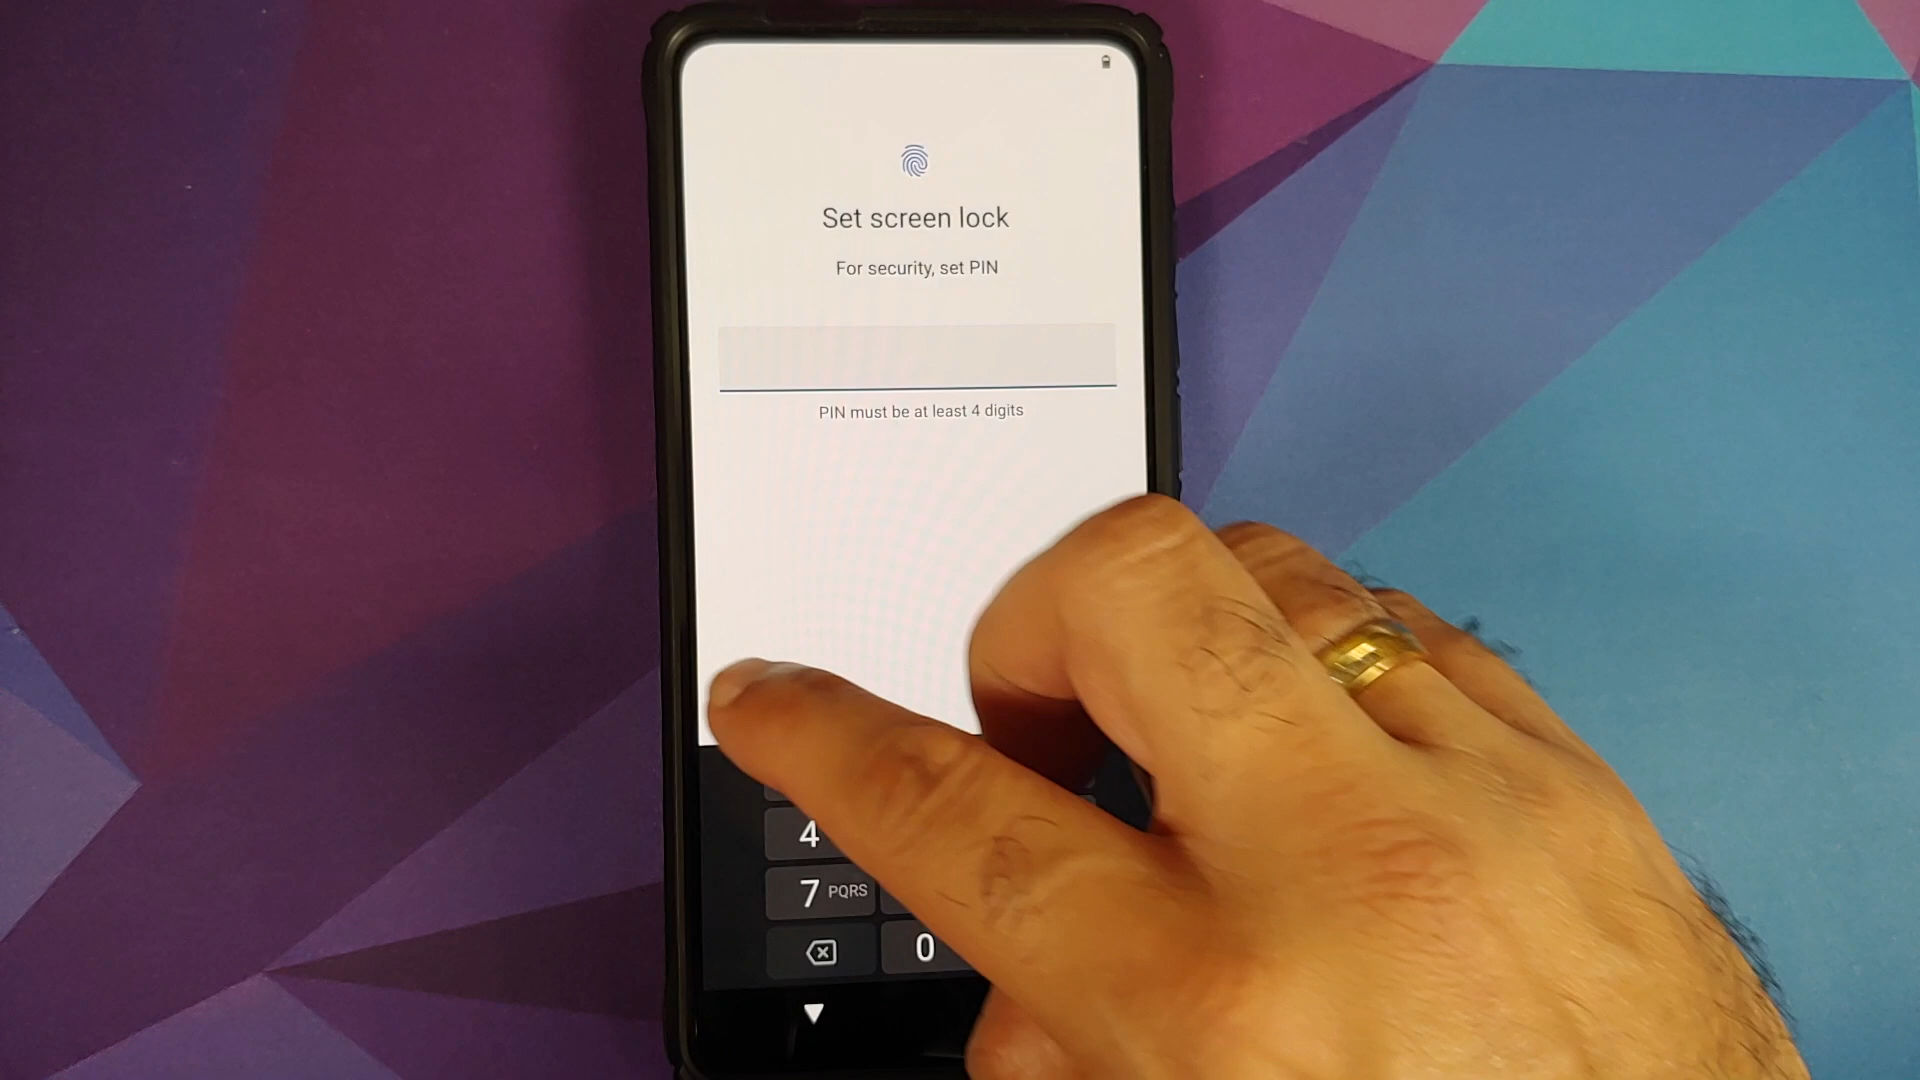 Set screen lock
For security, set PIN
PIN must be at least 4 digits
4
7 PQRS
0